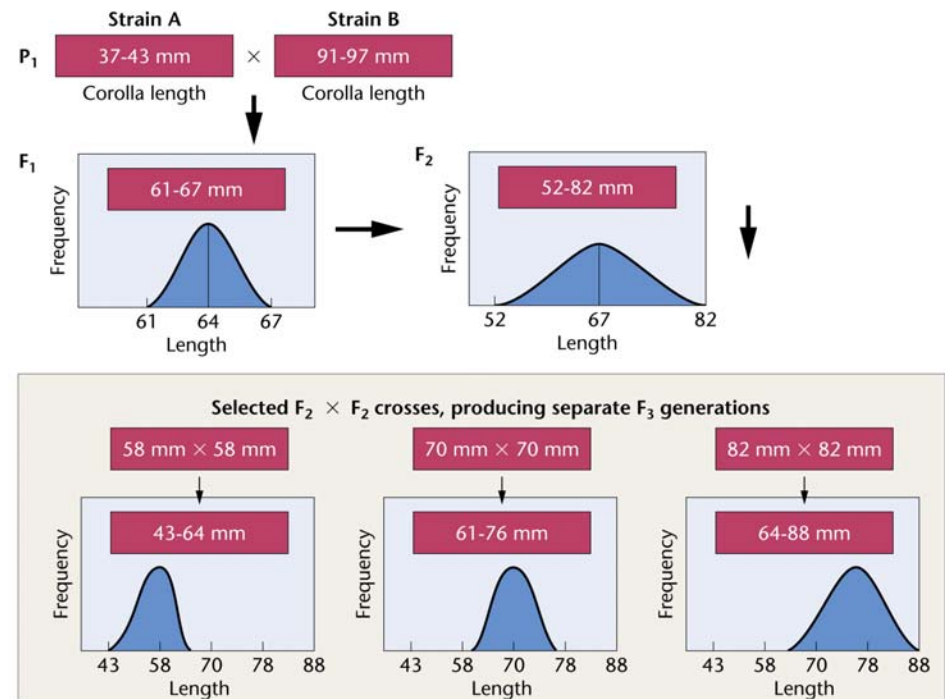 Strain A Strain B
P1 37-43 mm × 91-97 mm
Corolla length Corolla length
F1
61-67 mm
Frequency
61 64 67
Length
F2
52-82 mm
Frequency
52 67 82
Length
Selected F2 × F2 crosses, producing separate F3 generations
58 mm × 58 mm
43-64 mm
Frequency
43 58 70 78 88
Length
70 mm × 70 mm
61-76 mm
Frequency
43 58 70 78 88
Length
82 mm × 82 mm
64-88 mm
Frequency
43 58 70 78 88
Length